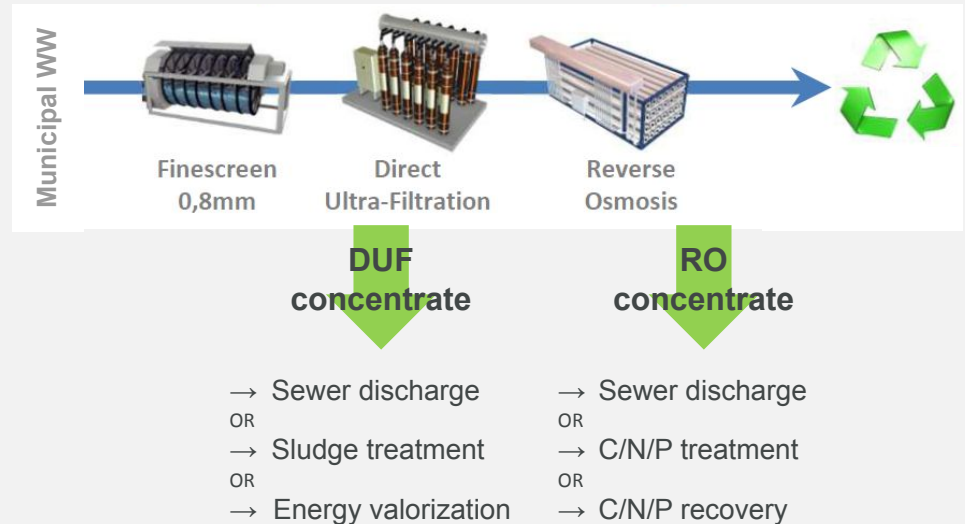 Municipal WW
Finescreen
0,8mm
Direct
Ultra-Filtration
Reverse
Osmosis
DUF
concentrate
→ Sewer discharge
OR
→ Sludge treatment
OR
→ Energy valorization
RO
concentrate
→ Sewer discharge
OR
→ C/N/P treatment
OR
→ C/N/P recovery